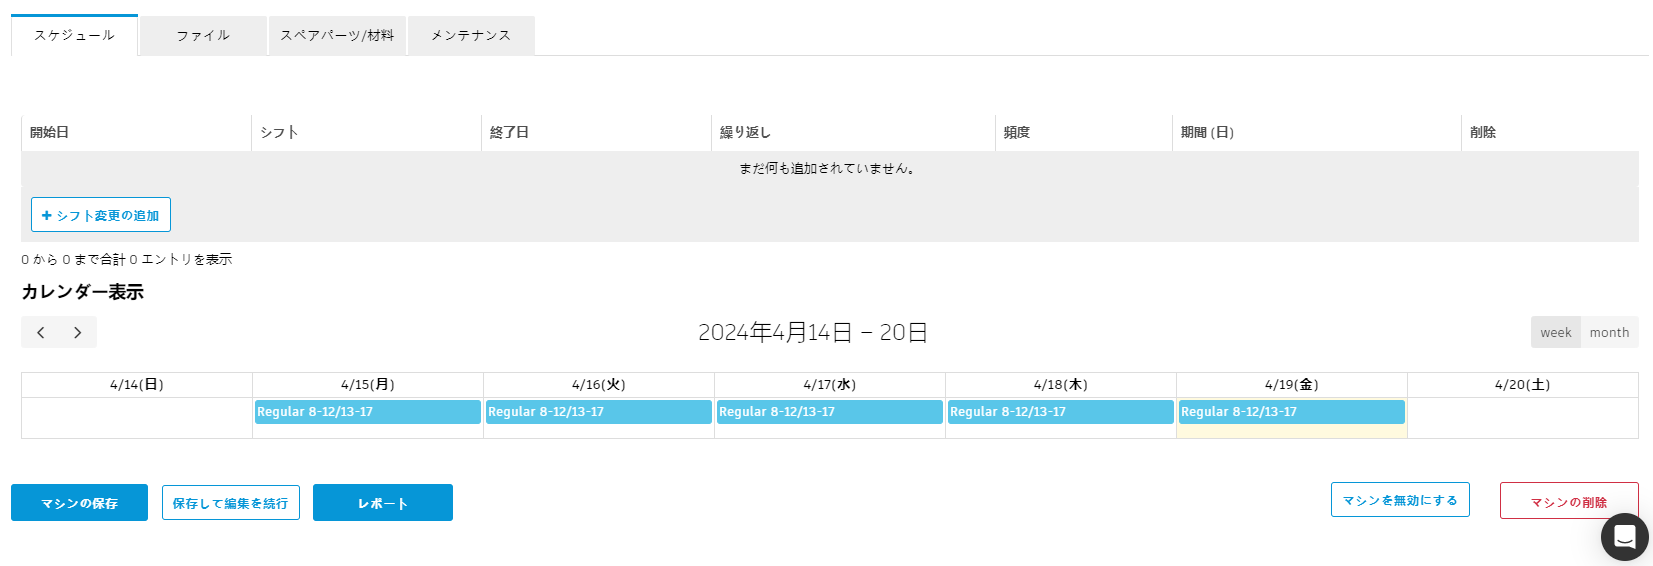 スケジュール ファイル スペアパーツ/材料 メンテナンス
開始日 シフト 終了日 繰り返し 頻度 期間 (日) 削除
まだ何も追加されていません。
+ シフト変更の追加
0 から 0 まで合計 0 エントリを表示
カレンダー表示
2024年4月14日 – 20日 week month
4/14(日) 4/15(月) 4/16(火) 4/17(水) 4/18(木) 4/19(金) 4/20(土)
Regular 8-12/13-17 Regular 8-12/13-17 Regular 8-12/13-17 Regular 8-12/13-17 Regular 8-12/13-17
マシンの保存 保存して編集を続行 レポート マシンを無効にする マシンの削除